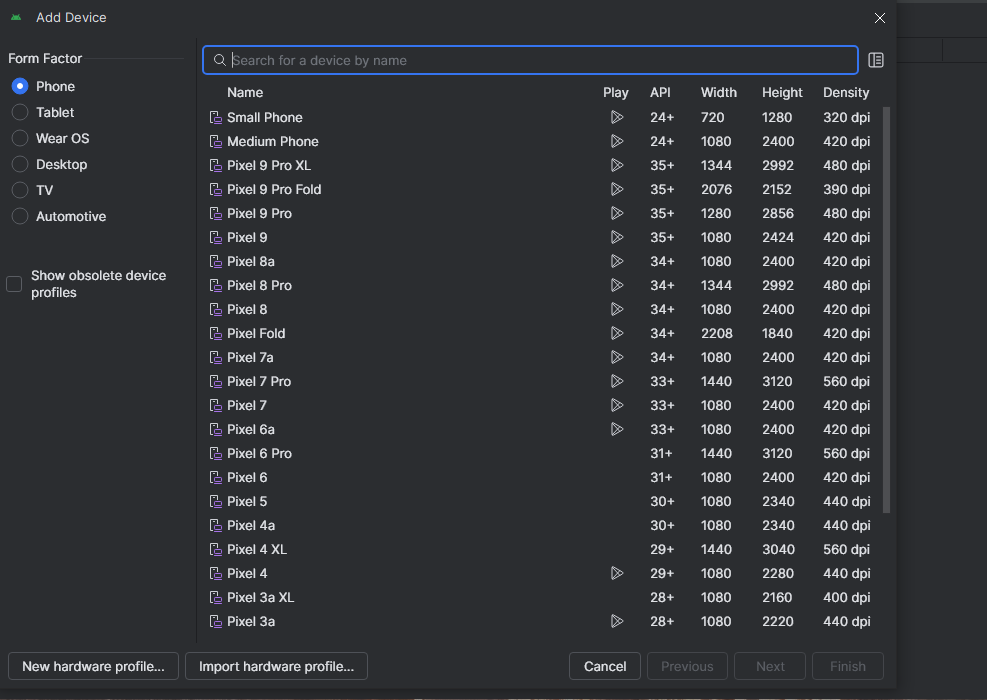 Add Device
Form Factor
Phone
Tablet
Wear OS
Desktop
TV
Automotive
Show obsolete device
profiles
Search for a device by name
Name Play API Width Height Density
Small Phone 24+ 720 1280 320 dpi
Medium Phone 24+ 1080 2400 420 dpi
Pixel 9 Pro XL 35+ 1344 2992 480 dpi
Pixel 9 Pro Fold 35+ 2076 2152 390 dpi
Pixel 9 Pro 35+ 1280 2856 480 dpi
Pixel 9 35+ 1080 2424 420 dpi
Pixel 8a 34+ 1080 2400 420 dpi
Pixel 8 Pro 34+ 1344 2992 480 dpi
Pixel 8 34+ 1080 2400 420 dpi
Pixel Fold 34+ 2208 1840 420 dpi
Pixel 7a 34+ 1080 2400 420 dpi
Pixel 7 Pro 33+ 1440 3120 560 dpi
Pixel 7 33+ 1080 2400 420 dpi
Pixel 6a 33+ 1080 2400 420 dpi
Pixel 6 Pro 31+ 1440 3120 560 dpi
Pixel 6 31+ 1080 2400 420 dpi
Pixel 5 30+ 1080 2340 440 dpi
Pixel 4a 30+ 1080 2340 440 dpi
Pixel 4 XL 29+ 1440 3040 560 dpi
Pixel 4 29+ 1080 2280 440 dpi
Pixel 3a XL 28+ 1080 2160 400 dpi
Pixel 3a 28+ 1080 2220 440 dpi
New hardware profile... Import hardware profile... Cancel Previous Next Finish